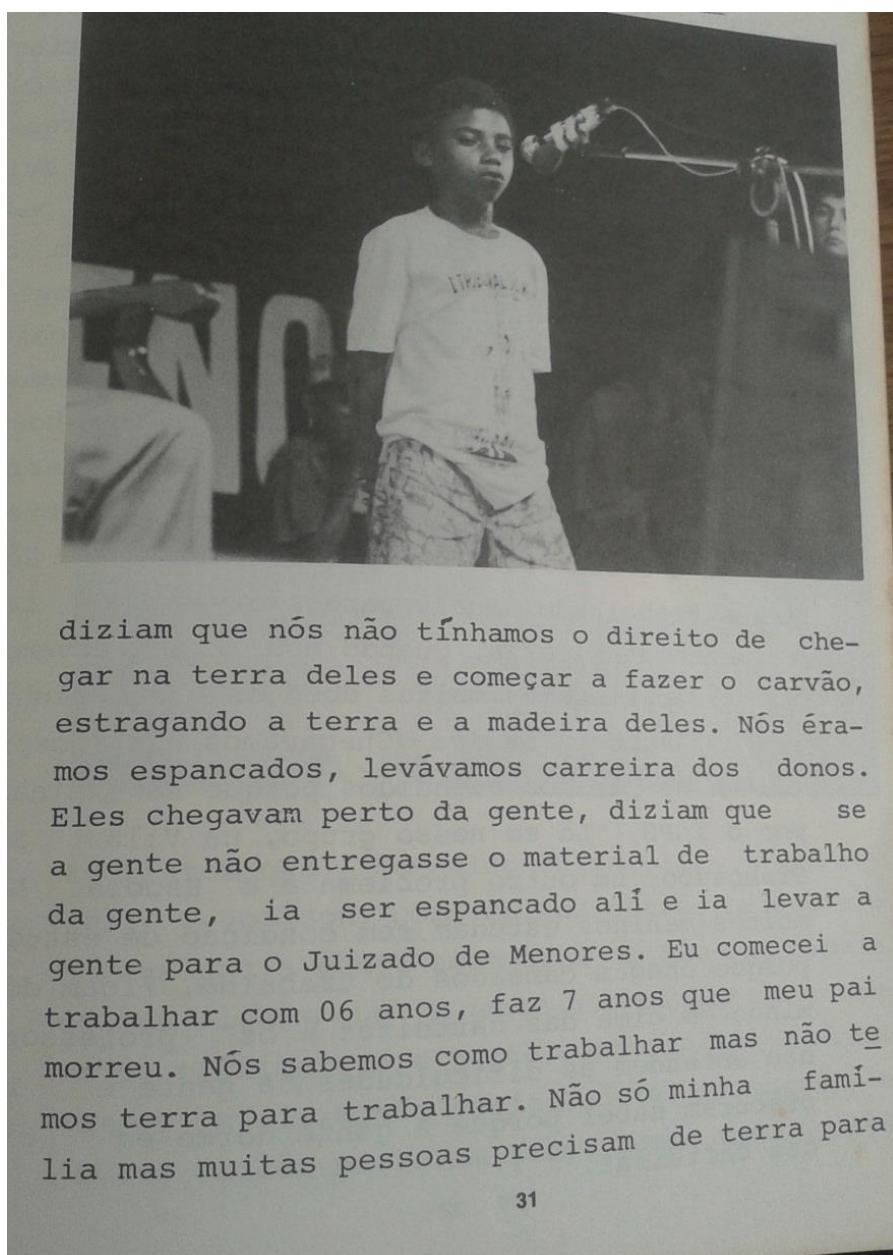 ENC
diziam que nós não tínhamos o direito de che-
gar na terra deles e começar a fazer o carvão,
estragando a terra e a madeira deles. Nós éra-
mos espancados, levávamos carreira dos donos.
Eles chegavam perto da gente, diziam que se
a gente não entregasse o material de trabalho
da gente, ia ser espancado alí e ia levar a
gente para o Juizado de Menores. Eu comecei a
trabalhar com 06 anos, faz 7 anos que meu pai
morreu. Nós sabemos como trabalhar mas não te
mos terra para trabalhar. Não só minha famí-
lia mas muitas pessoas precisam de terra para
31